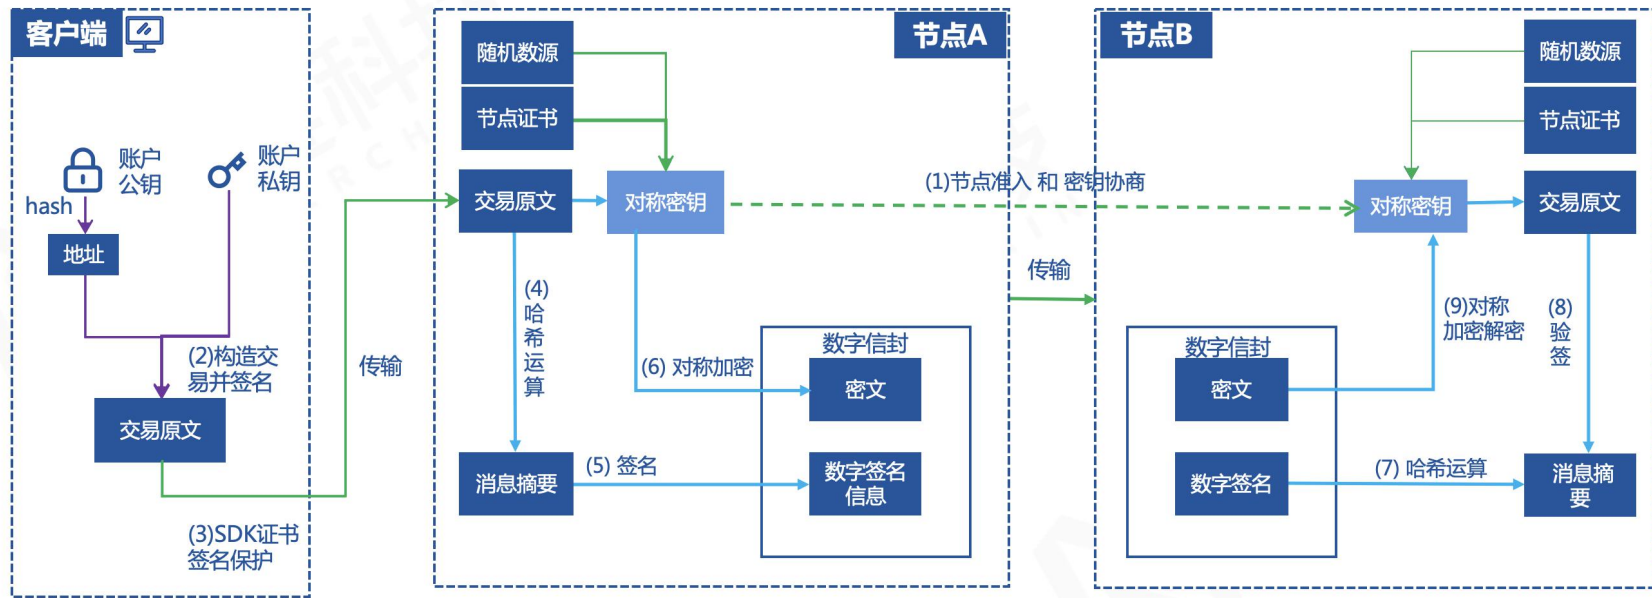 客户端
账户
公钥
账户
私钥
hash
地址
(2)构造交
易并签名
交易原文
(3)SDK证书
签名保护
传输
节点A
随机数源
节点证书
交易原文
对称密钥
(4)
哈
希
运
算
(6) 对称加密
数字信封
密文
消息摘要
(5) 签名
数字签名
信息
(1)节点准入 和 密钥协商
传输
节点B
随机数源
节点证书
对称密钥
交易原文
(9)对称
加密解密
(8)
验
签
数字信封
密文
数字签名
(7) 哈希运算
消息摘
要